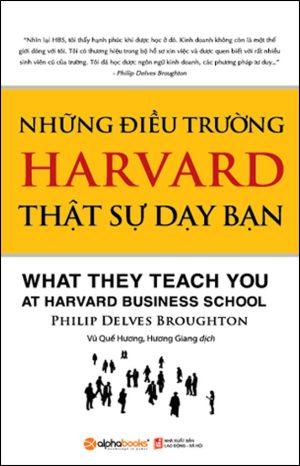 "Nhìn lại HBS, tôi thấy hạnh phúc khi được học ở đó. Kinh doanh không còn là một thế
giới đóng với tôi. Tôi có thương hiệu trong bộ hồ sơ xin việc và được quen biết với rất nhiều
sinh viên cũ của trường. Tôi đã học được ngôn ngữ kinh doanh, các phương pháp tư duy..."
- Philip Delves Broughton
NHỮNG ĐIỀU TRƯỜNG
HARVARD
THẬT SỰ DẠY BẠN
WHAT THEY TEACH YOU
AT HARVARD BUSINESS SCHOOL
PHILIP DELVES BROUGHTON
Vũ Quế Hương, Hương Giang dịch
alphabooks
NHÀ XUẤT BẢN
LAO ĐỘNG - XÃ HỘI